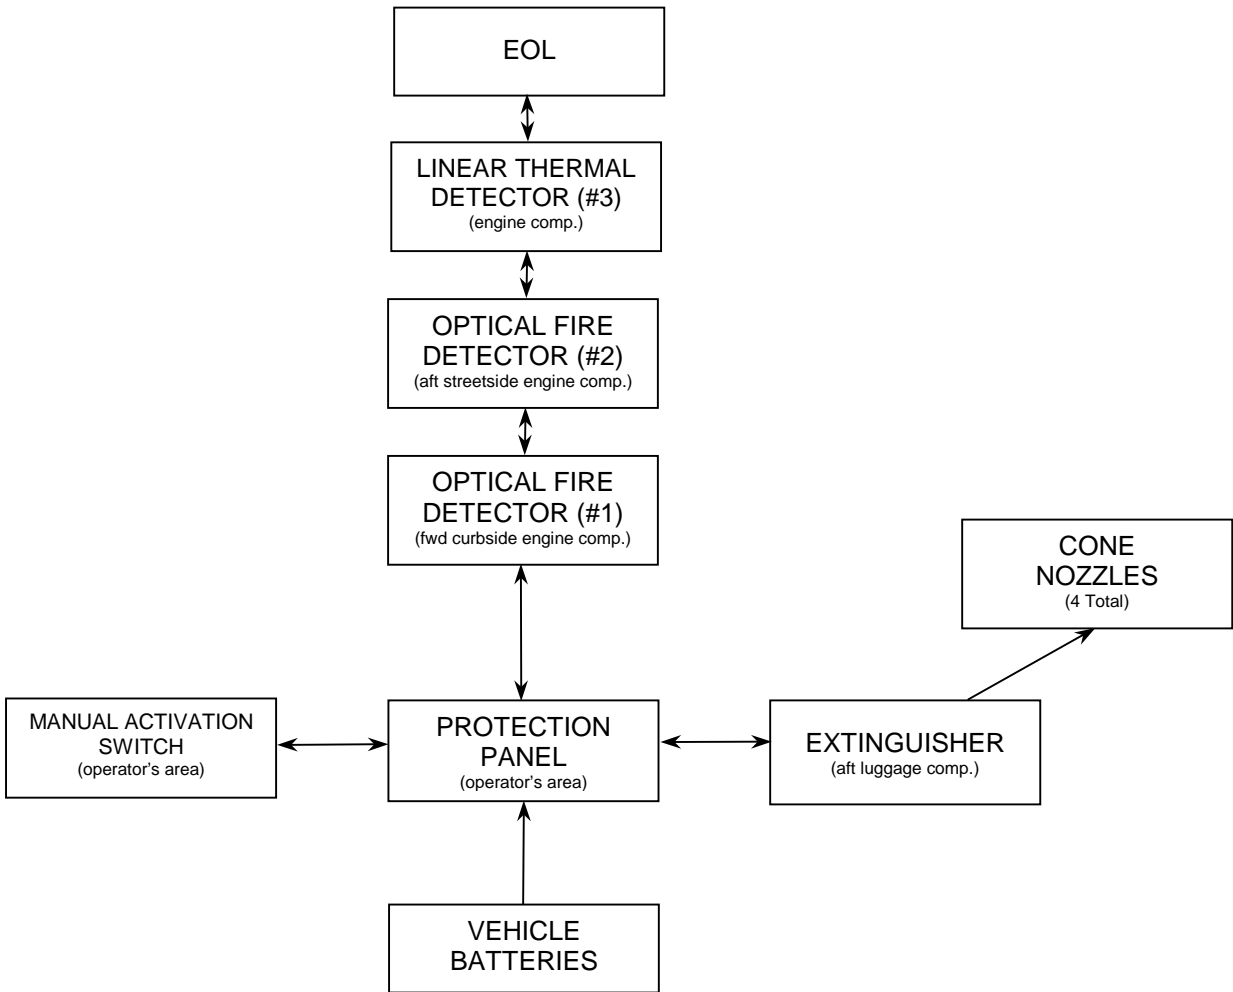 EOL
LINEAR THERMAL
DETECTOR (#3)
(engine comp.)
OPTICAL FIRE
DETECTOR (#2)
(aft streetside engine comp.)
OPTICAL FIRE
DETECTOR (#1)
(fwd curbside engine comp.)
CONE
NOZZLES
(4 Total)
MANUAL ACTIVATION
SWITCH
(operator's area)
PROTECTION
PANEL
(operator's area)
EXTINGUISHER
(aft luggage comp.)
VEHICLE
BATTERIES